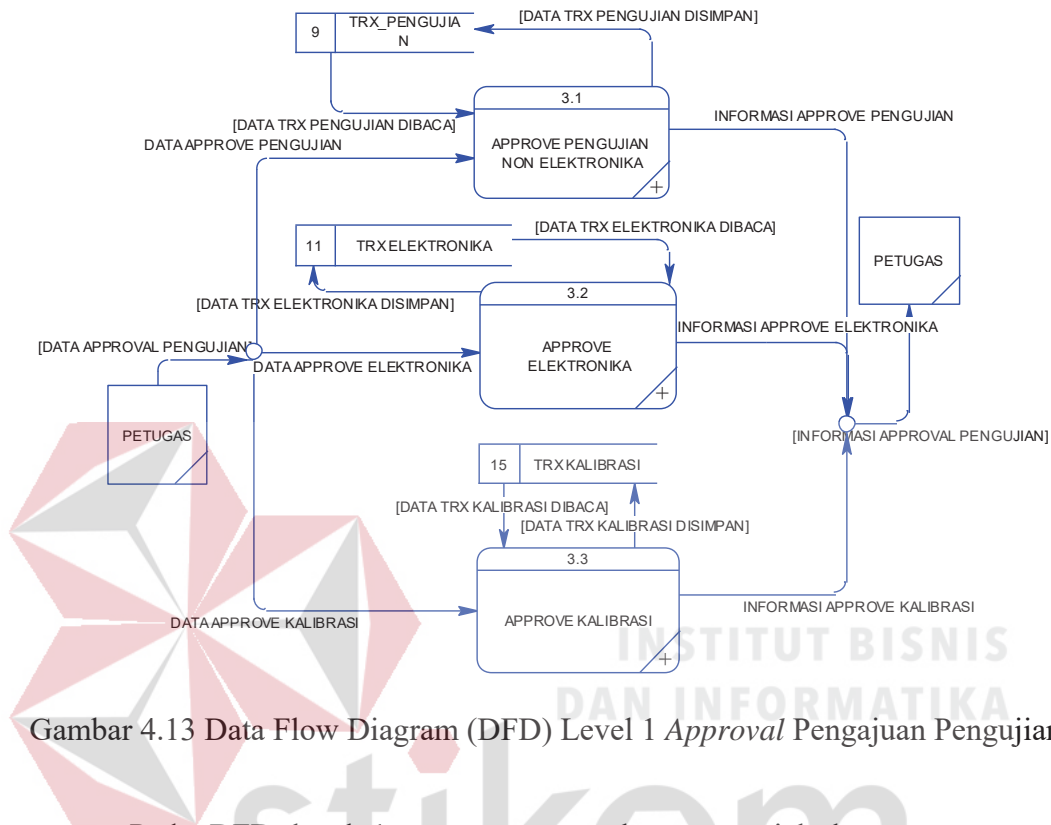 [DATA TRX PENGUJIAN DISIMPAN]
9
TRX_PENGUJIA
N
3.1
[DATA TRX PENGUJIAN DIBACA]
DATA APPROVE PENGUJIAN
APPROVE PENGUJIAN
NON ELEKTRONIKA
+
INFORMASI APPROVE PENGUJIAN
11
TRX ELEKTRONIKA
[DATA TRX ELEKTRONIKA DIBACA]
[DATA TRX ELEKTRONIKA DISIMPAN]
3.2
APPROVE
ELEKTRONIKA
+
PETUGAS
INFORMASI APPROVE ELEKTRONIKA
[DATA APPROVAL PENGUJIAN]
DATA APPROVE ELEKTRONIKA
PETUGAS
[INFORMASI APPROVAL PENGUJIAN]
15
TRX KALIBRASI
[DATA TRX KALIBRASI DIBACA]
[DATA TRX KALIBRASI DISIMPAN]
3.3
APPROVE KALIBRASI
+
DATA APPROVE KALIBRASI
INFORMASI APPROVE KALIBRASI
INSTITUT BISNIS
DAN INFORMATIKA
Gambar 4.13 Data Flow Diagram (DFD) Level 1 Approval Pengajuan Pengujian
stikom